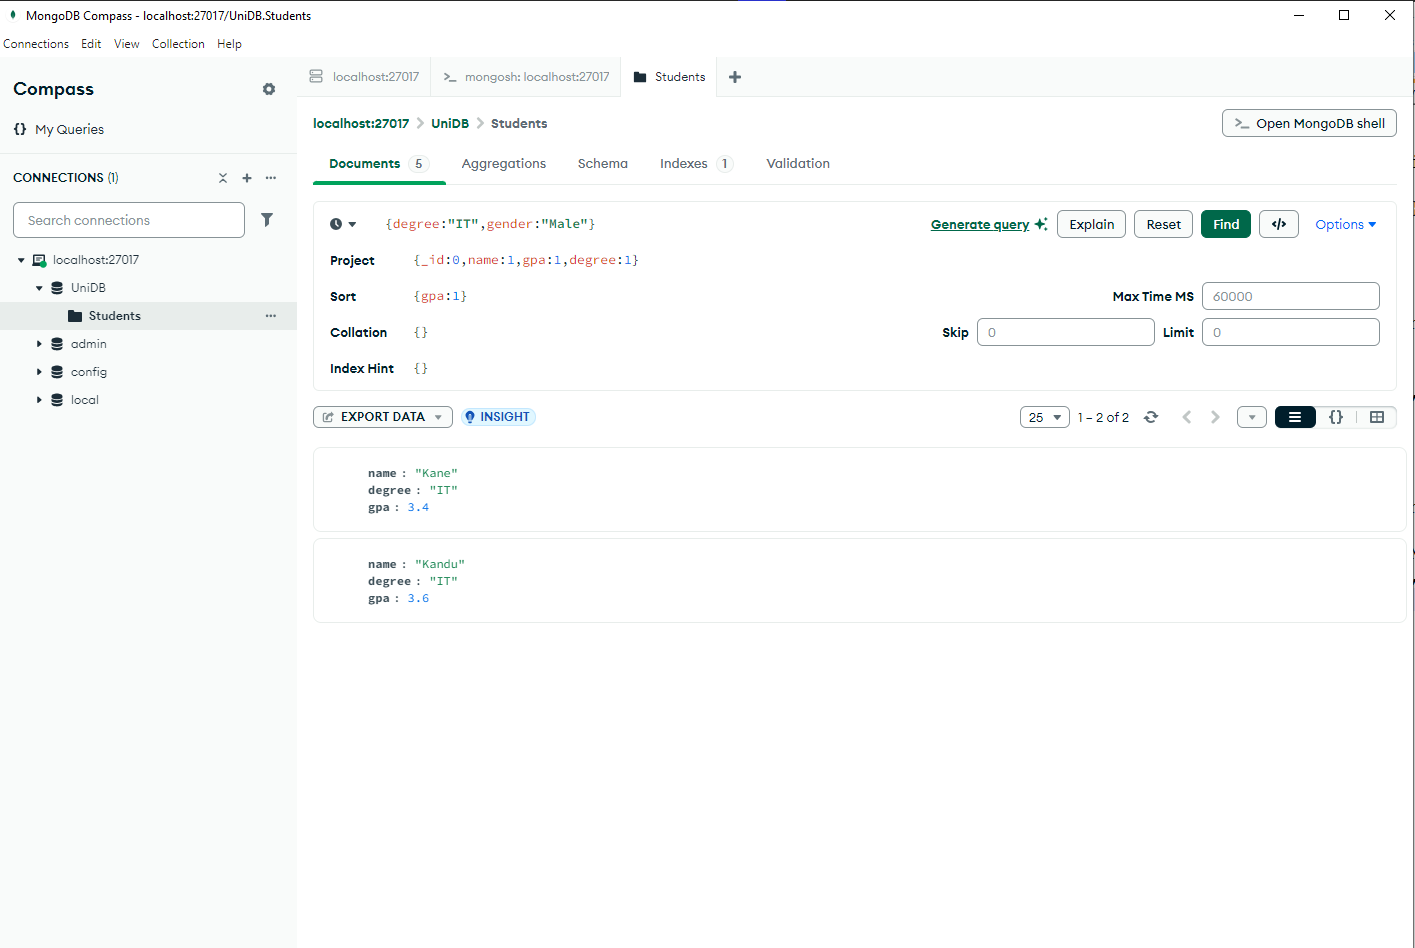 MongoDB Compass - localhost:27017/UniDB.Students
Connections Edit View Collection Help
Compass
{} My Queries
CONNECTIONS (1)
Search connections
localhost:27017
UniDB
Students
admin
config
local
localhost:27017
>_ mongosh: localhost:27017
Students
localhost:27017 > UniDB > Students
>_ Open MongoDB shell
Documents 5 Aggregations Schema Indexes 1 Validation
{degree:"IT",gender:"Male"}
Generate query Explain Reset Find </> Options
Project {_id:0,name:1,gpa:1,degree:1}
Sort {gpa:1} Max Time MS 60000
Collation {} Skip 0 Limit 0
Index Hint {}
EXPORT DATA INSIGHT 25 1 – 2 of 2 {}
name : "Kane"
degree : "IT"
gpa : 3.4
name : "Kandu"
degree : "IT"
gpa : 3.6